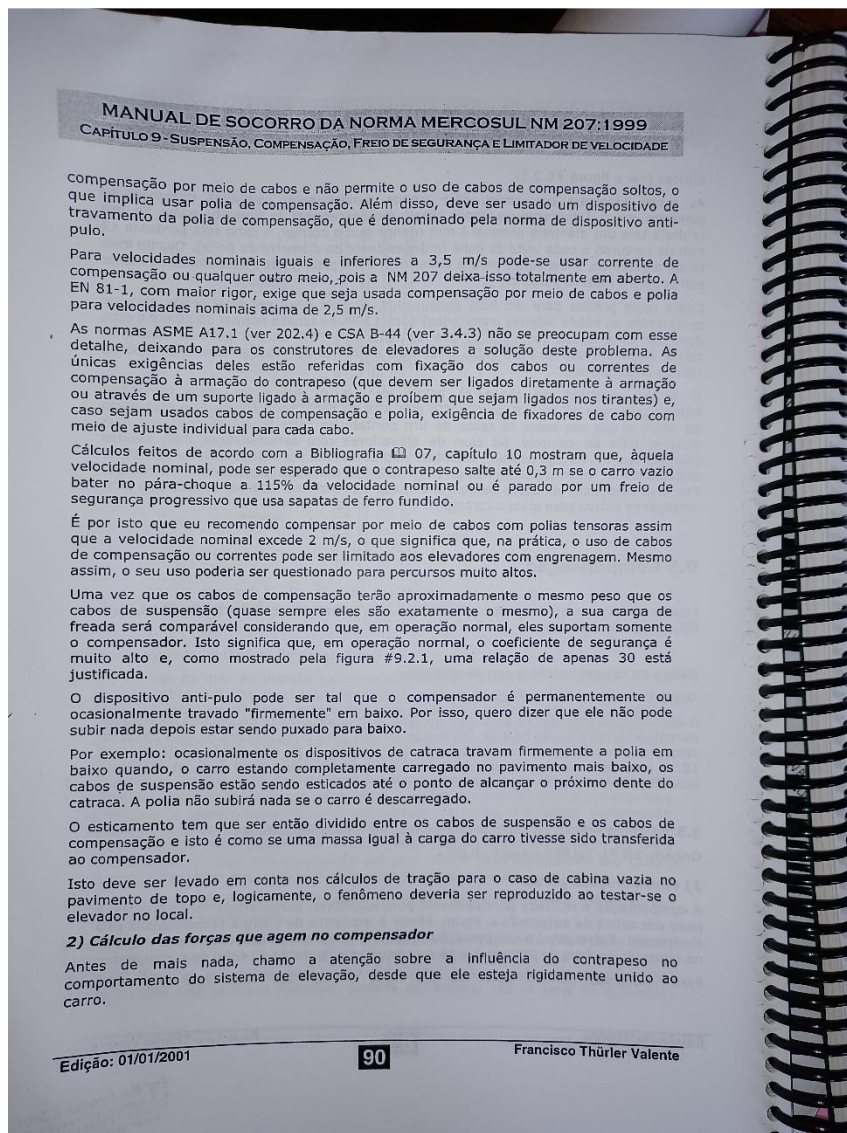 MANUAL DE SOCORRO DA NORMA MERCOSUL NM 207:1999
CAPÍTULO 9 - SUSPENSÃO, COMPENSAÇÃO, FREIO DE SEGURANÇA E LIMITADOR DE VELOCIDADE
compensação por meio de cabos e não permite o uso de cabos de compensação soltos, o
que implica usar polia de compensação. Além disso, deve ser usado um dispositivo de
travamento da polia de compensação, que é denominado pela norma de dispositivo anti-
pulo.
Para velocidades nominais iguais e inferiores a 3,5 m/s pode-se usar corrente de
compensação ou qualquer outro meio, pois a NM 207 deixa isso totalmente em aberto. A
EN 81-1, com maior rigor, exige que seja usada compensação por meio de cabos e polia
para velocidades nominais acima de 2,5 m/s.
As normas ASME A17.1 (ver 202.4) e CSA B-44 (ver 3.4.3) não se preocupam com esse
detalhe, deixando para os construtores de elevadores a solução deste problema. As
únicas exigências deles estão referidas com fixação dos cabos ou correntes de
compensação à armação do contrapeso (que devem ser ligados diretamente à armação
ou através de um suporte ligado à armação e proíbem que sejam ligados nos tirantes) e,
caso sejam usados cabos de compensação e polia, exigência de fixadores de cabo com
meio de ajuste individual para cada cabo.
Cálculos feitos de acordo com a Bibliografia 🕮 07, capítulo 10 mostram que, àquela
velocidade nominal, pode ser esperado que o contrapeso salte até 0,3 m se o carro vazio
bater no pára-choque a 115% da velocidade nominal ou é parado por um freio de
segurança progressivo que usa sapatas de ferro fundido.
É por isto que eu recomendo compensar por meio de cabos com polias tensoras assim
que a velocidade nominal excede 2 m/s, o que significa que, na prática, o uso de cabos
de compensação ou correntes pode ser limitado aos elevadores com engrenagem. Mesmo
assim, o seu uso poderia ser questionado para percursos muito altos.
Uma vez que os cabos de compensação terão aproximadamente o mesmo peso que os
cabos de suspensão (quase sempre eles são exatamente o mesmo), a sua carga de
freada será comparável considerando que, em operação normal, eles suportam somente
o compensador. Isto significa que, em operação normal, o coeficiente de segurança é
muito alto e, como mostrado pela figura #9.2.1, uma relação de apenas 30 está
justificada.
O dispositivo anti-pulo pode ser tal que o compensador é permanentemente ou
ocasionalmente travado "firmemente" em baixo. Por isso, quero dizer que ele não pode
subir nada depois estar sendo puxado para baixo.
Por exemplo: ocasionalmente os dispositivos de catraca travam firmemente a polia em
baixo quando, o carro estando completamente carregado no pavimento mais baixo, os
cabos de suspensão estão sendo esticados até o ponto de alcançar o próximo dente do
catraca. A polia não subirá nada se o carro é descarregado.
O esticamento tem que ser então dividido entre os cabos de suspensão e os cabos de
compensação e isto é como se uma massa igual à carga do carro tivesse sido transferida
ao compensador.
Isto deve ser levado em conta nos cálculos de tração para o caso de cabina vazia no
pavimento de topo e, logicamente, o fenômeno deveria ser reproduzido ao testar-se o
elevador no local.
2) Cálculo das forças que agem no compensador
Antes de mais nada, chamo a atenção sobre a influência do contrapeso no
comportamento do sistema de elevação, desde que ele esteja rigidamente unido ao
carro.
Edição: 01/01/2001
90
Francisco Thürler Valente